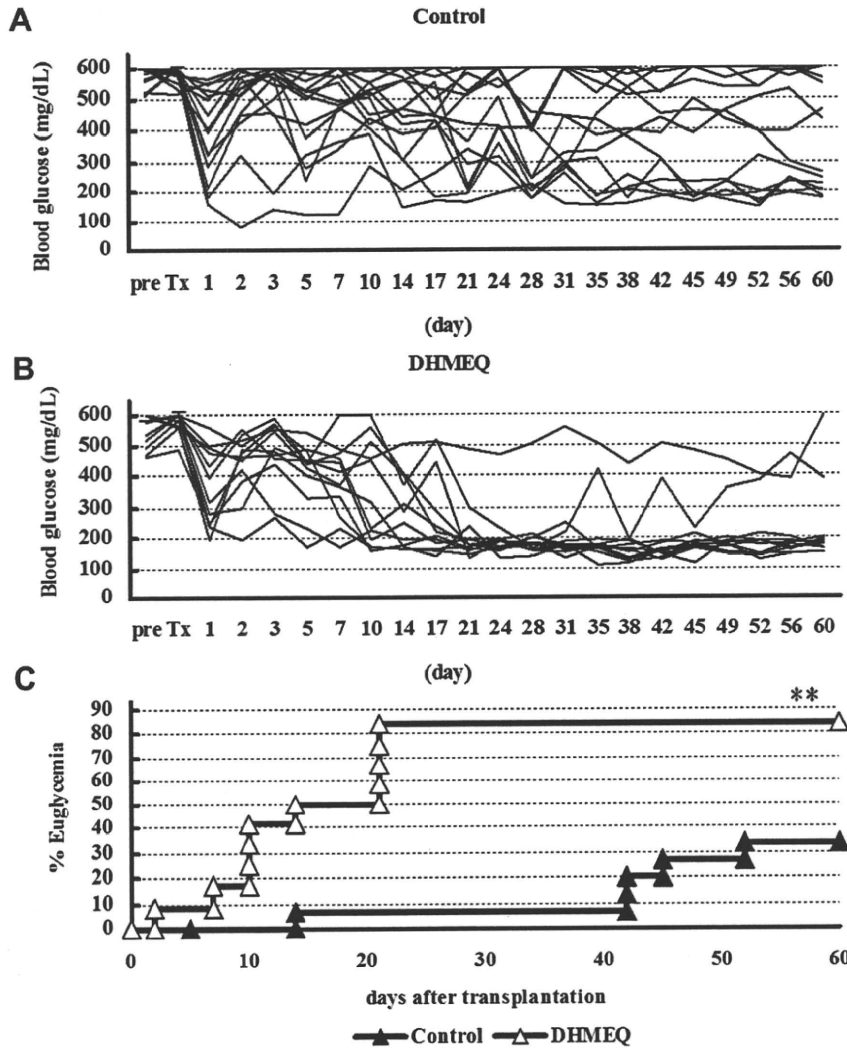 A
Control
Blood glucose (mg/dL)
600
500
400
300
200
100
0
pre Tx 1 2 3 5 7 10 14 17 21 24 28 31 35 38 42 45 49 52 56 60
(day)
B
DHMEQ
Blood glucose (mg/dL)
600
500
400
300
200
100
0
pre Tx 1 2 3 5 7 10 14 17 21 24 28 31 35 38 42 45 49 52 56 60
(day)
C
% Euglycemia
90
80
70
60
50
40
30
20
10
0
**
0 10 20 30 40 50 60
days after transplantation
Control DHMEQ